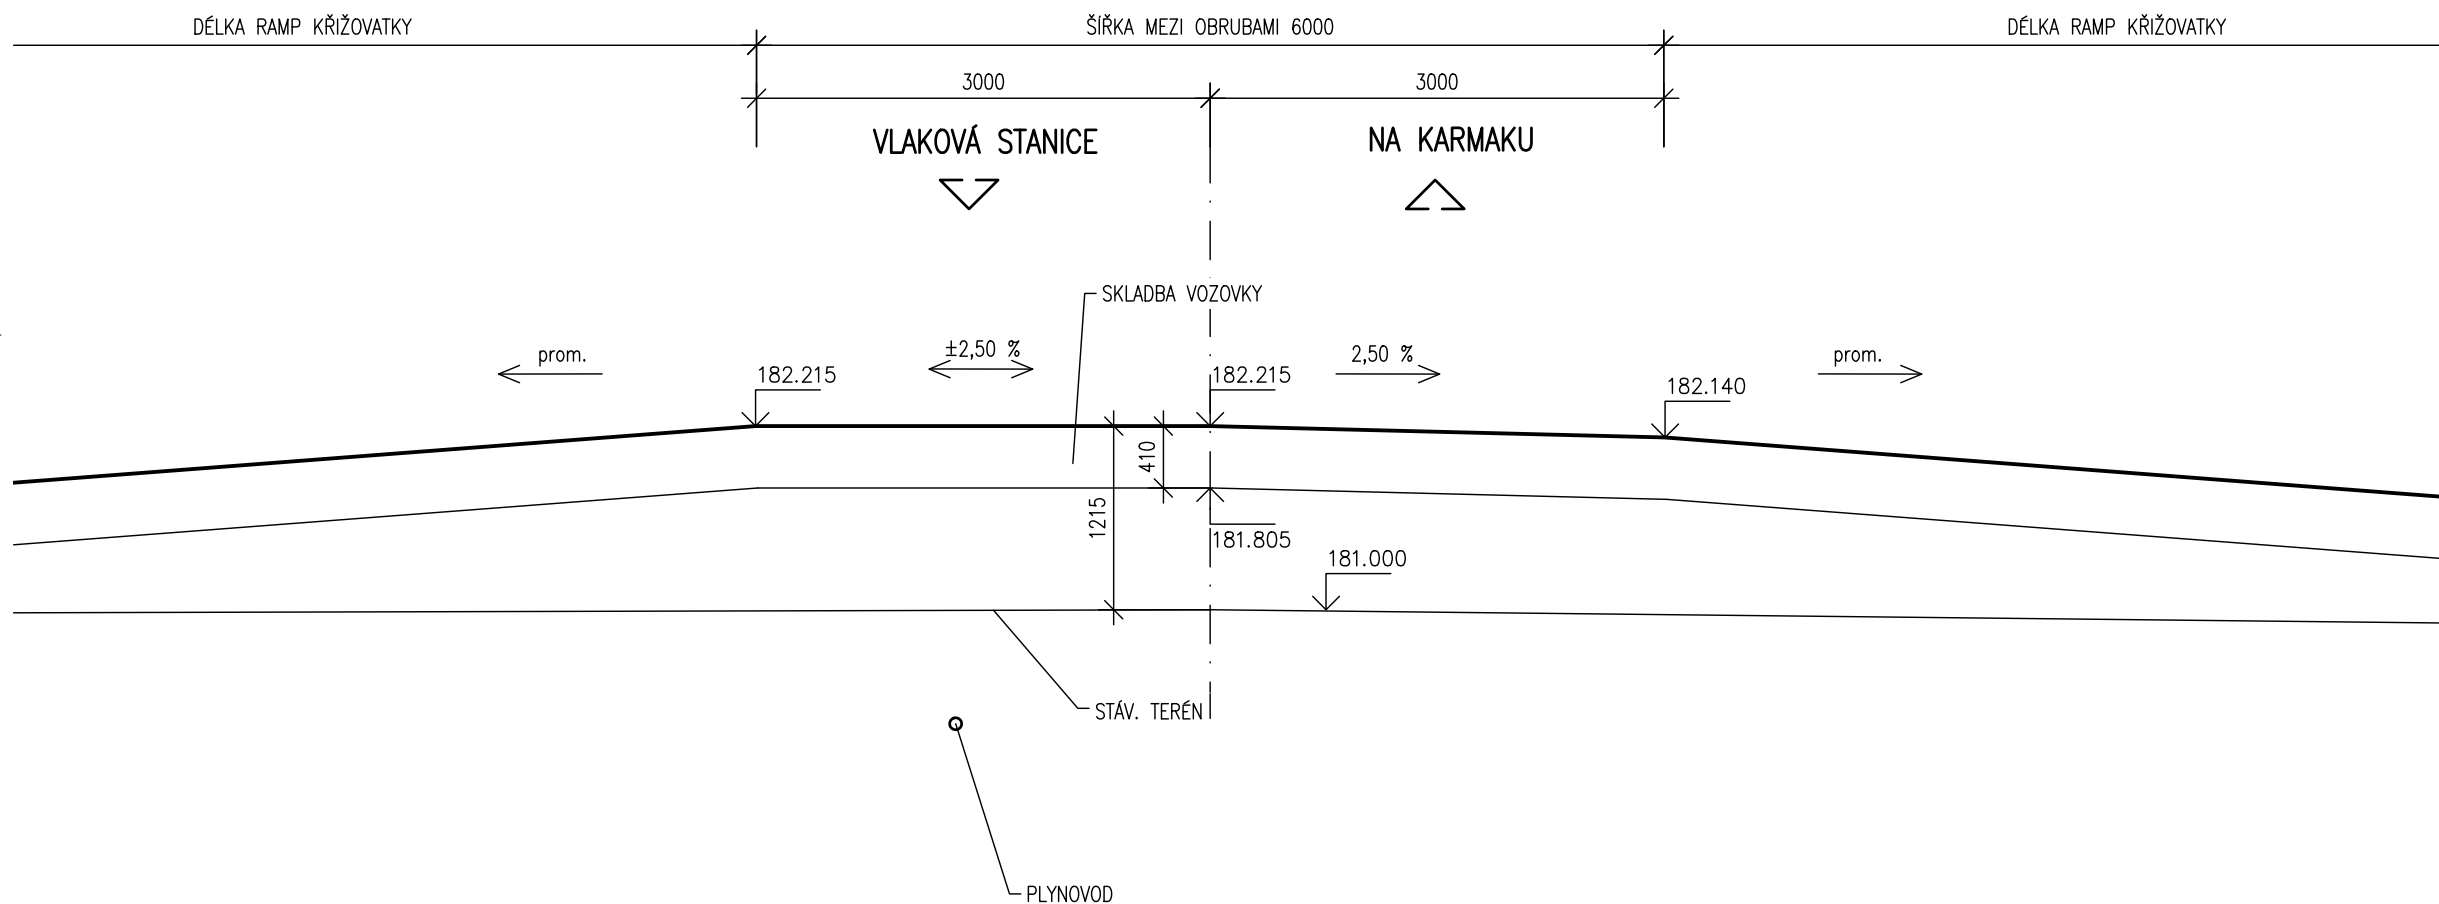 DÉLKA RAMP KŘIŽOVATKY
ŠÍŘKA MEZI OBRUBAMI 6000
DÉLKA RAMP KŘIŽOVATKY
3000
3000
VLAKOVÁ STANICE
NA KARMAKU
SKLADBA VOZOVKY
prom.
±2,50 %
2,50 %
prom.
182.215
182.215
182.140
410
1215
181.805
181.000
STÁV. TERÉN
PLYNOVOD